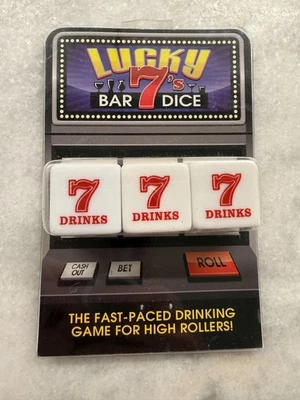 LUCKY
7's
BAR DICE
7 7 7
DRINKS DRINKS DRINKS
CASH OUT BET ROLL
THE FAST-PACED DRINKING
GAME FOR HIGH ROLLERS!